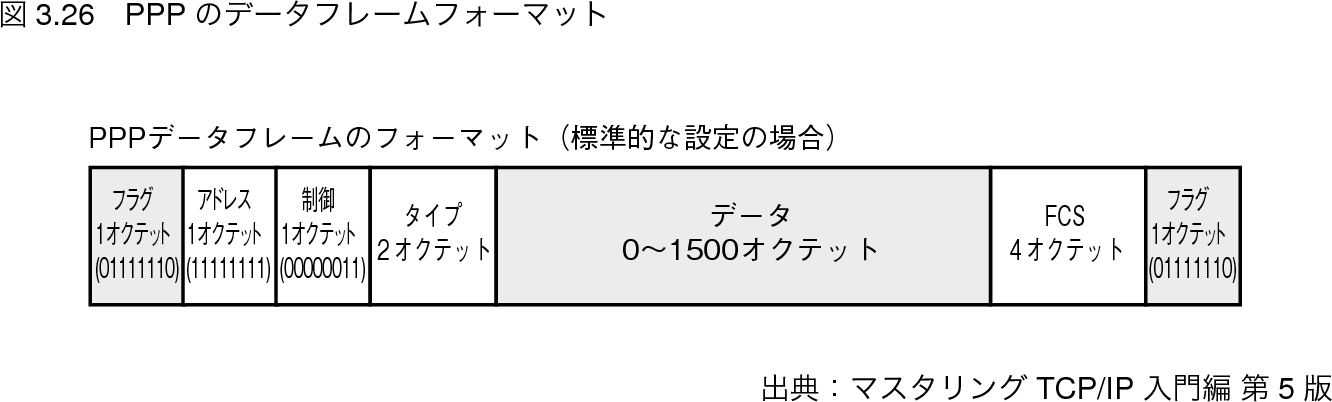 図 3.26　PPP のデータフレームフォーマット
PPPデータフレームのフォーマット（標準的な設定の場合）
フラグ
1オクテット
(01111110)
アドレス
1オクテット
(11111111)
制御
1オクテット
(00000011)
タイプ
2オクテット
データ
0〜1500オクテット
FCS
4オクテット
フラグ
1オクテット
(01111110)
出典：マスタリング TCP/IP 入門編 第 5 版